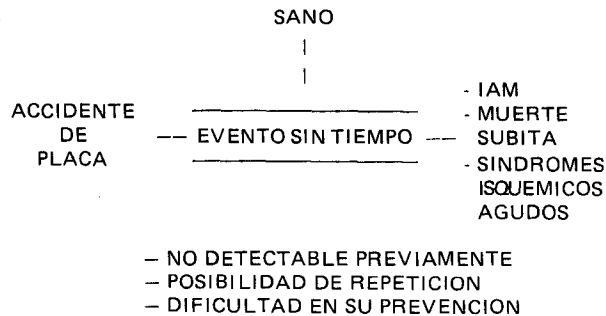 SANO
- IAM
ACCIDENTE
- MUERTE
DE
-- EVENTO SIN TIEMPO --
SUBITA
PLACA
- SINDROMES
ISQUEMICOS
AGUDOS
- NO DETECTABLE PREVIAMENTE
- POSIBILIDAD DE REPETICION
- DIFICULTAD EN SU PREVENCION